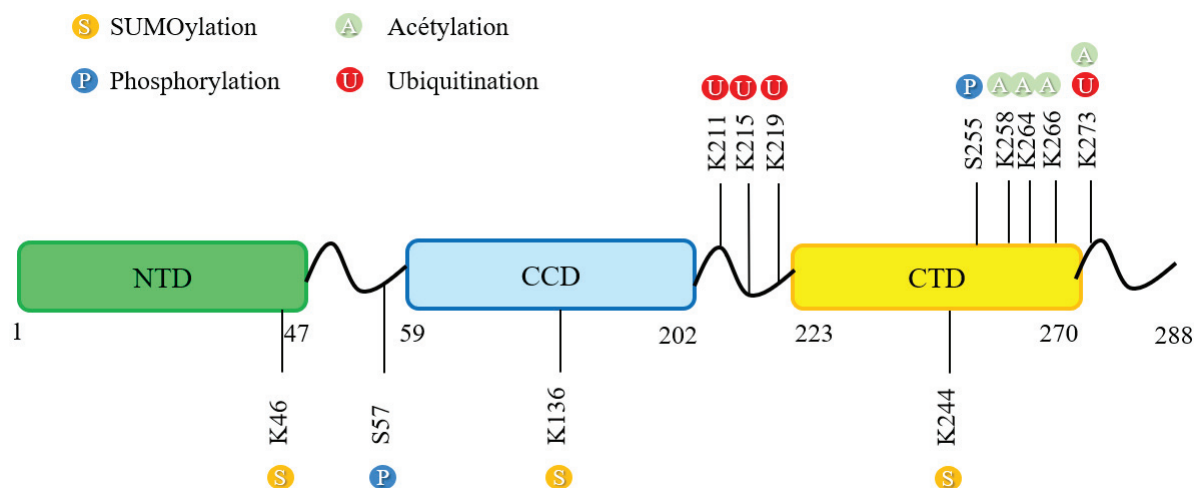 S SUMOylation A Acétylation
P Phosphorylation U Ubiquitination
A
U U U P A A A U
K211 K215 K219 S255 K258 K264 K266 K273
NTD CCD CTD
1 47 59 202 223 270 288
K46 S57 K136 K244
S P S S